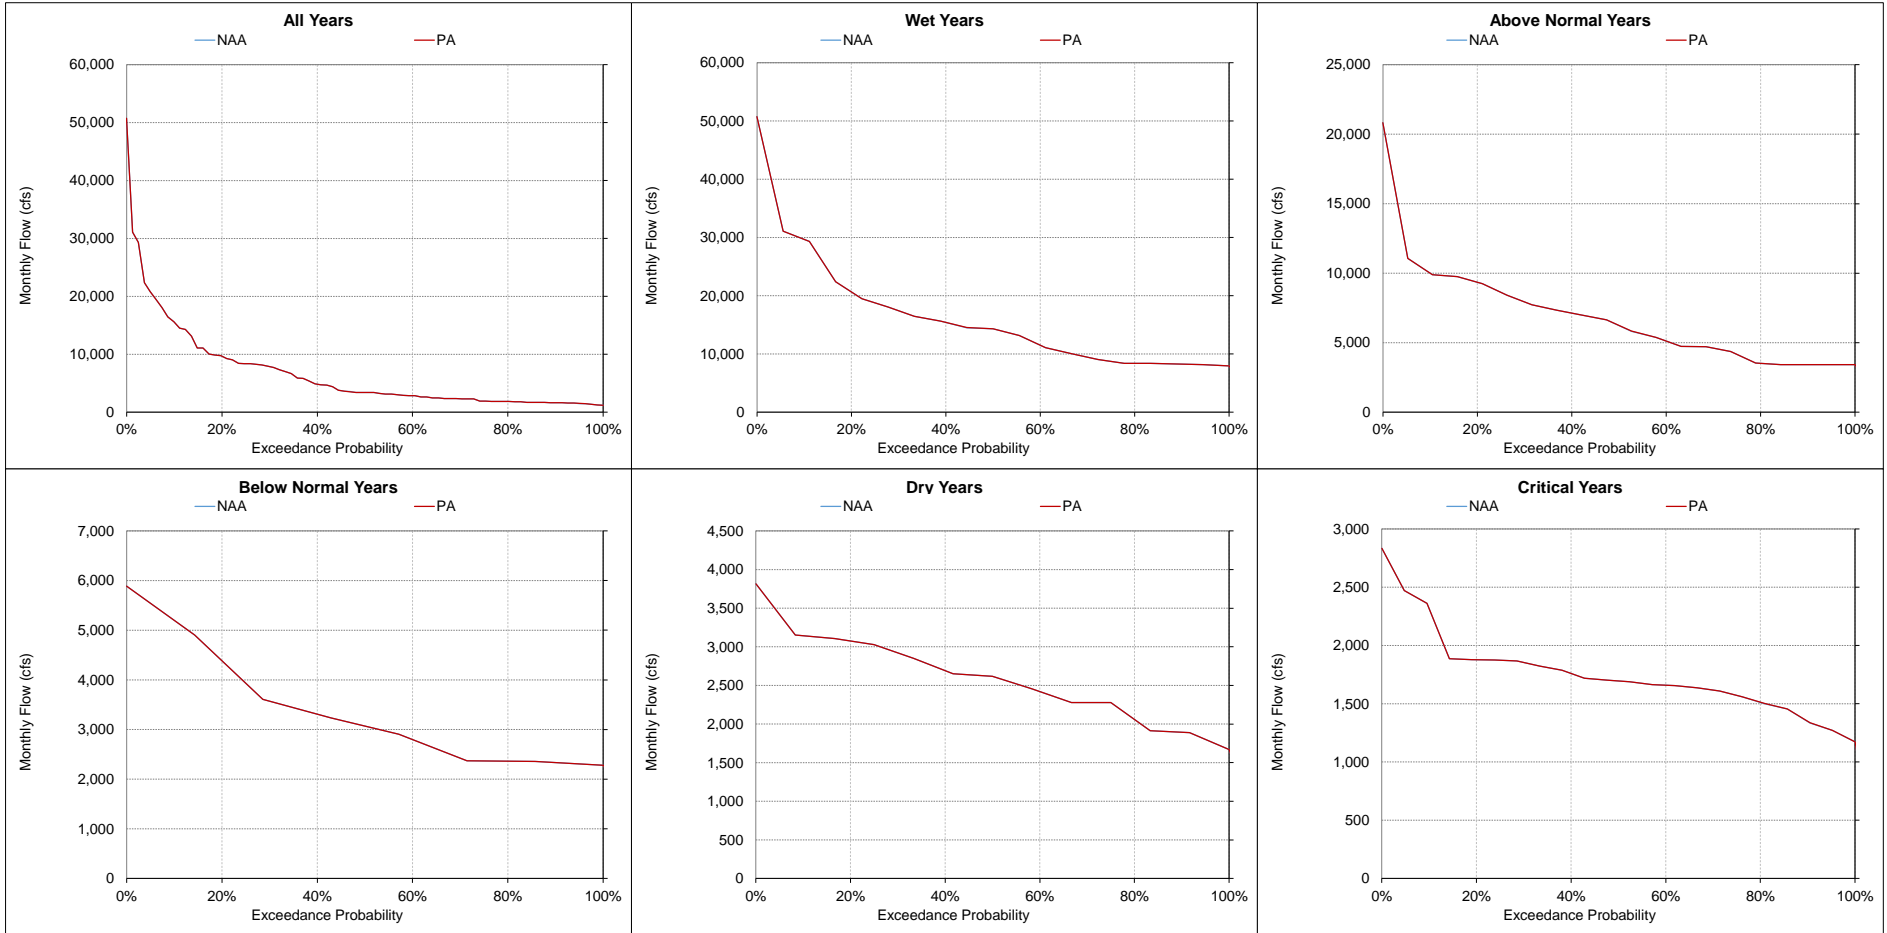 All Years
NAA PA
60,000
50,000
40,000
30,000
20,000
10,000
0
Monthly Flow (cfs)
0% 20% 40% 60% 80% 100%
Exceedance Probability
Wet Years
NAA PA
60,000
50,000
40,000
30,000
20,000
10,000
0
Monthly Flow (cfs)
0% 20% 40% 60% 80% 100%
Exceedance Probability
Above Normal Years
NAA PA
25,000
20,000
15,000
10,000
5,000
0
Monthly Flow (cfs)
0% 20% 40% 60% 80% 100%
Exceedance Probability
Below Normal Years
NAA PA
7,000
6,000
5,000
4,000
3,000
2,000
1,000
0
Monthly Flow (cfs)
0% 20% 40% 60% 80% 100%
Exceedance Probability
Dry Years
NAA PA
4,500
4,000
3,500
3,000
2,500
2,000
1,500
1,000
500
0
Monthly Flow (cfs)
0% 20% 40% 60% 80% 100%
Exceedance Probability
Critical Years
NAA PA
3,000
2,500
2,000
1,500
1,000
500
0
Monthly Flow (cfs)
0% 20% 40% 60% 80% 100%
Exceedance Probability